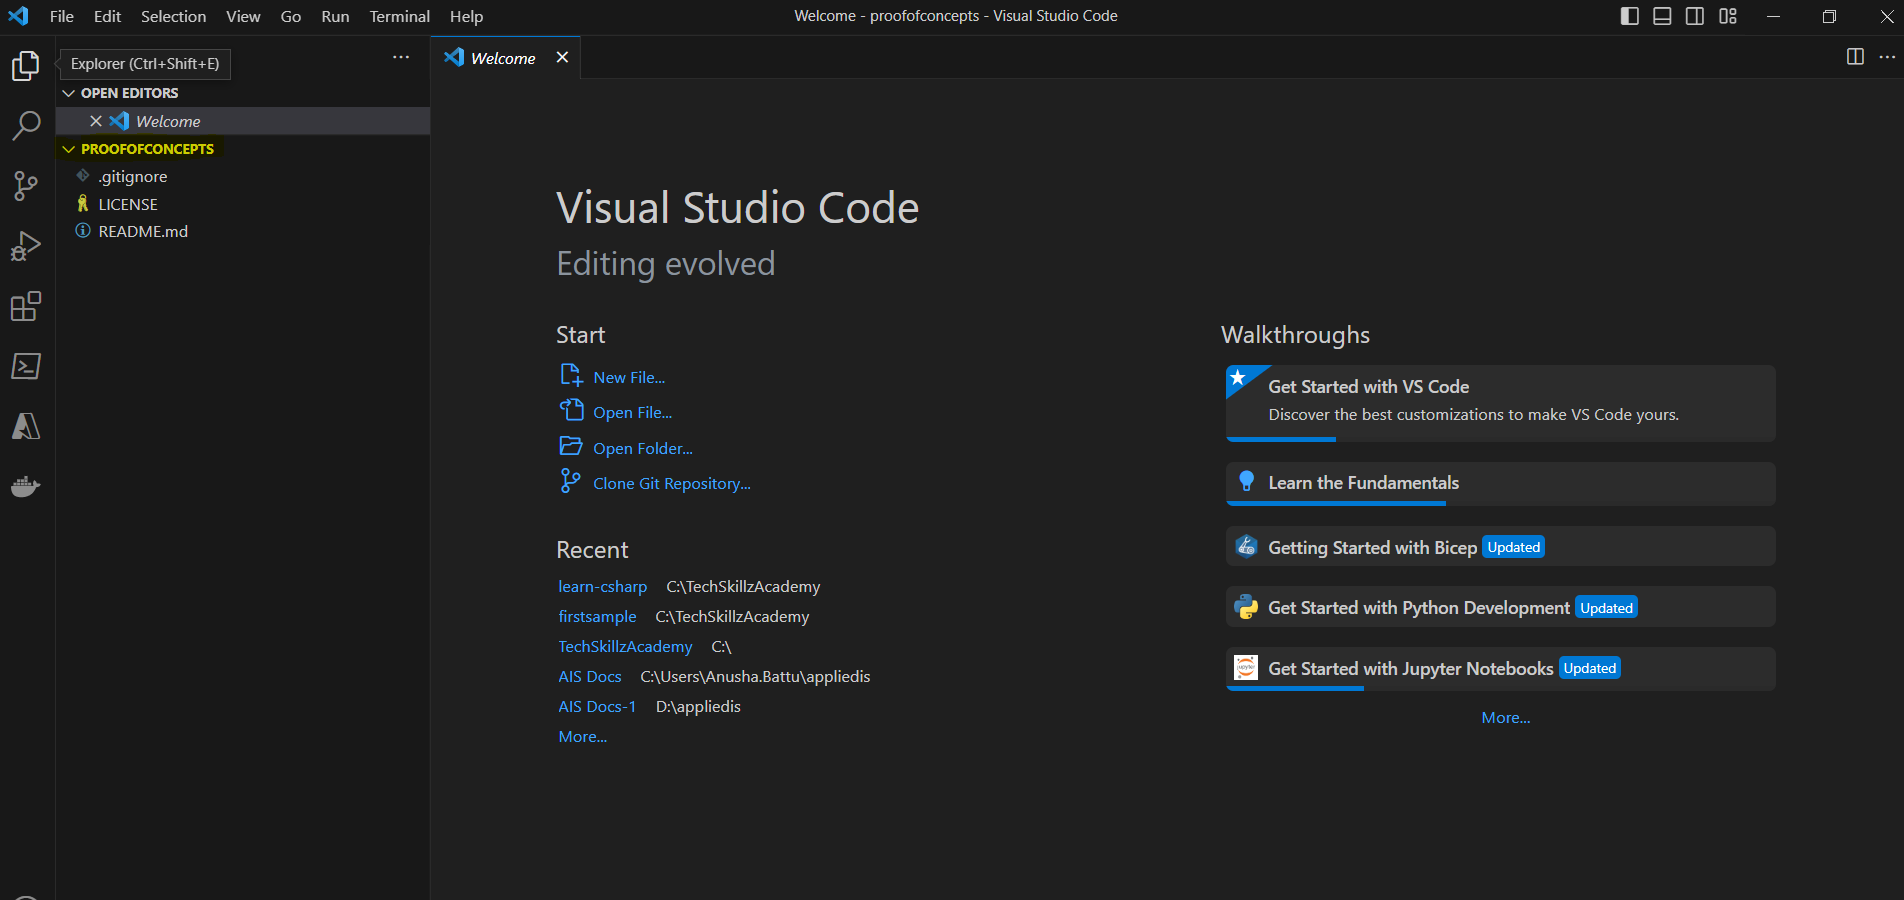 File Edit Selection View Go Run Terminal Help
Welcome - proofofconcepts - Visual Studio Code
Explorer (Ctrl+Shift+E)
OPEN EDITORS
Welcome
PROOFOFCONCEPTS
.gitignore
LICENSE
README.md
Welcome
Visual Studio Code
Editing evolved
Start
New File...
Open File...
Open Folder...
Clone Git Repository...
Recent
learn-csharp C:\TechSkillzAcademy
firstsample C:\TechSkillzAcademy
TechSkillzAcademy C:\
AIS Docs C:\Users\Anusha.Battu\appliedis
AIS Docs-1 D:\appliedis
More...
Walkthroughs
Get Started with VS Code
Discover the best customizations to make VS Code yours.
Learn the Fundamentals
Getting Started with Bicep Updated
Get Started with Python Development Updated
Get Started with Jupyter Notebooks Updated
More...